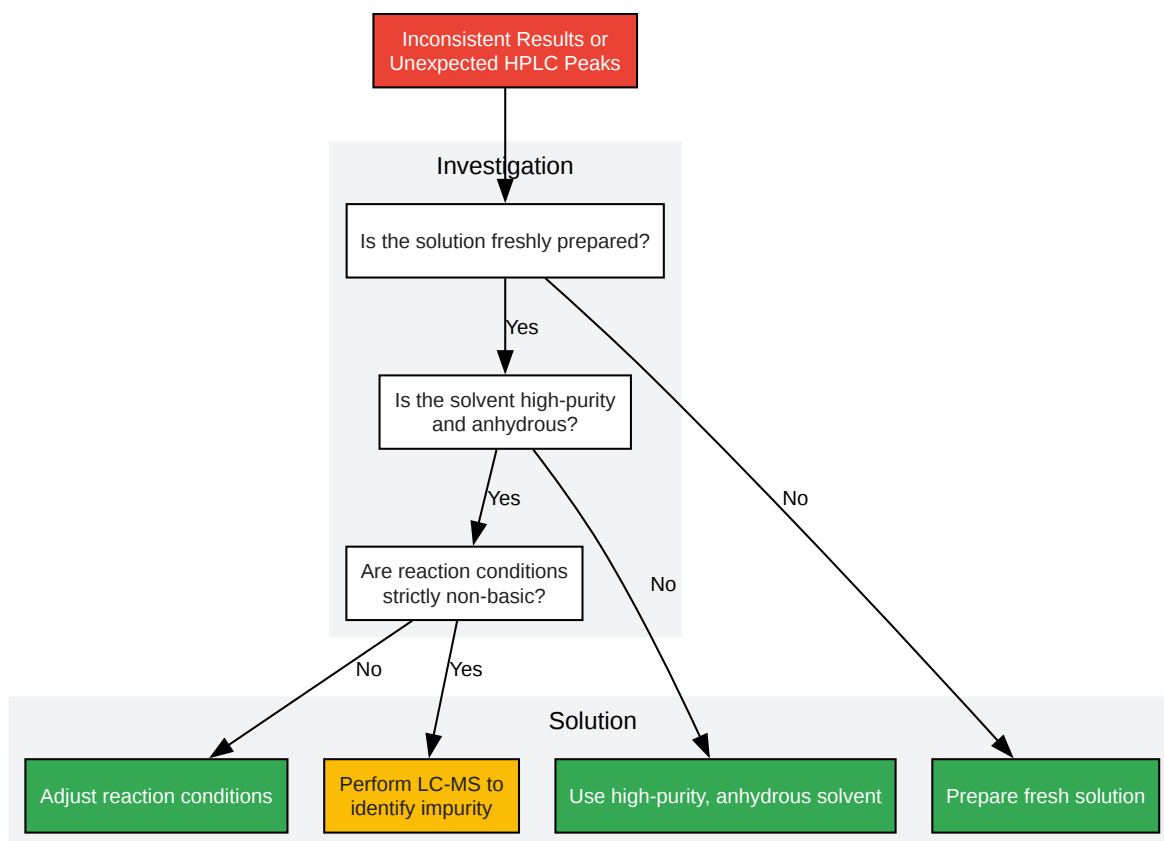 Inconsistent Results or
Unexpected HPLC Peaks
Investigation
Is the solution freshly prepared?
Yes
Is the solvent high-purity
and anhydrous?
Yes
No
Are reaction conditions
strictly non-basic?
No
No
Yes
Solution
Adjust reaction conditions
Perform LC-MS to
identify impurity
Use high-purity, anhydrous solvent
Prepare fresh solution